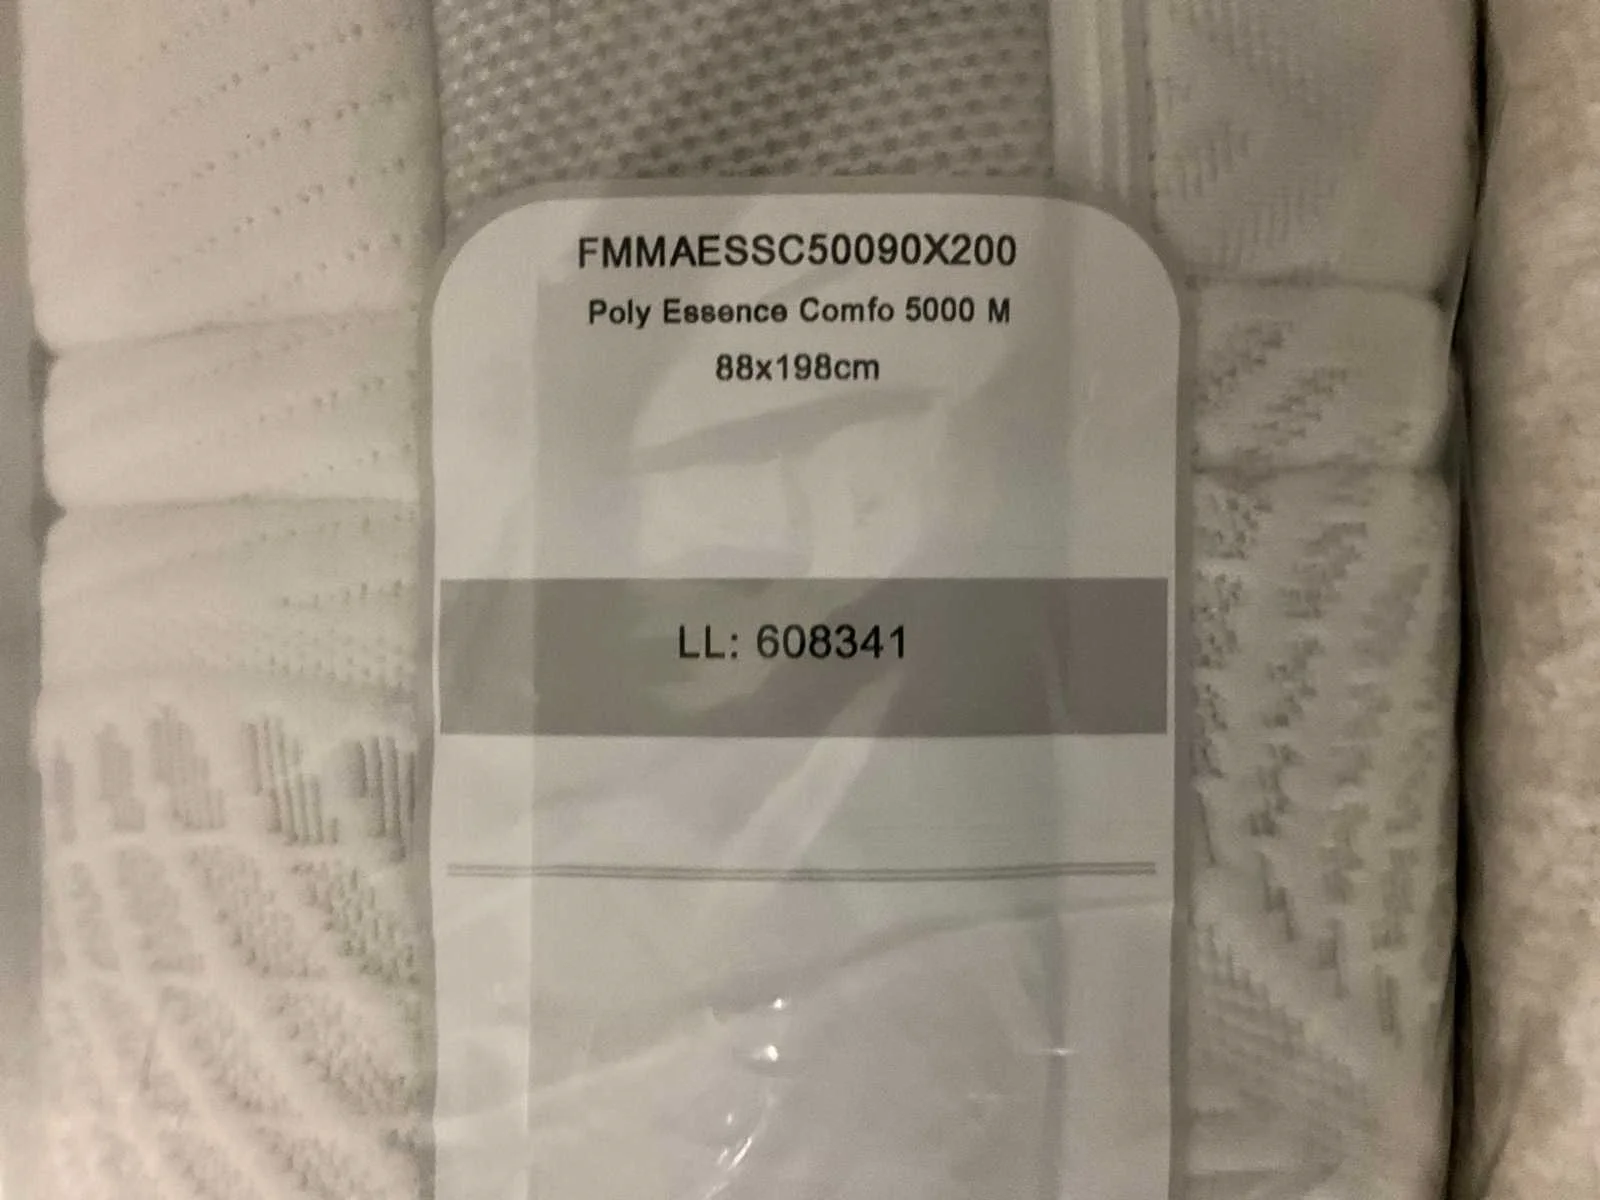 FMMAESSC50090X200
Poly Essence Comfo 5000 M
88x198cm
LL: 608341